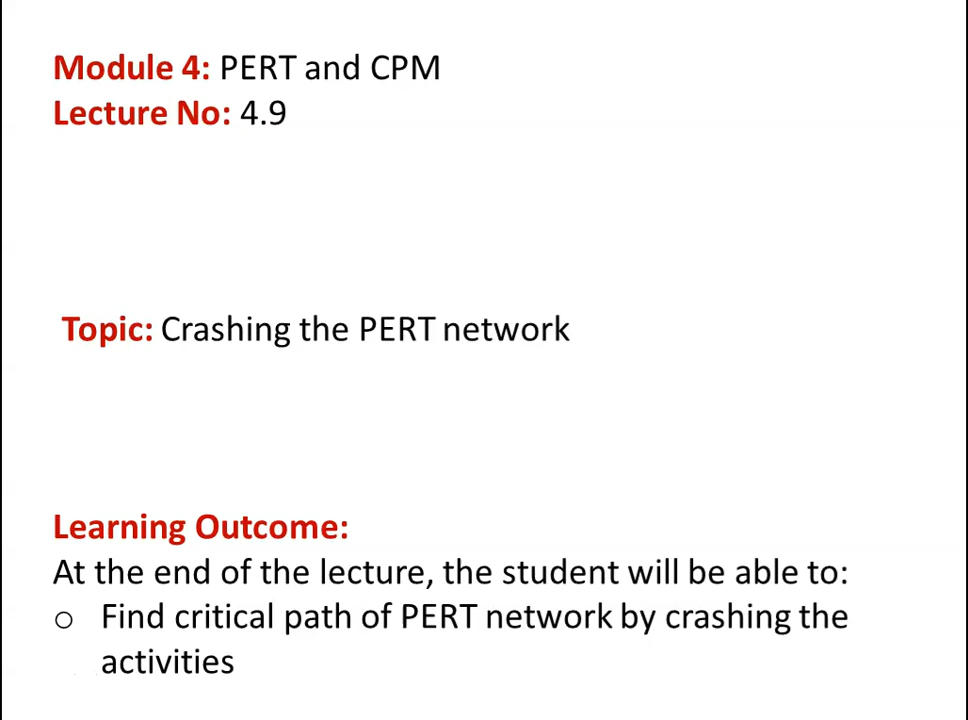 Module 4: PERT and CPM
Lecture No: 4.9
Topic: Crashing the PERT network
Learning Outcome:
At the end of the lecture, the student will be able to:
o Find critical path of PERT network by crashing the
activities